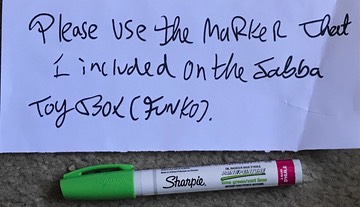 Please use the marker that
I included on the Jabba
Toy Box (Funko).
Sharpie.